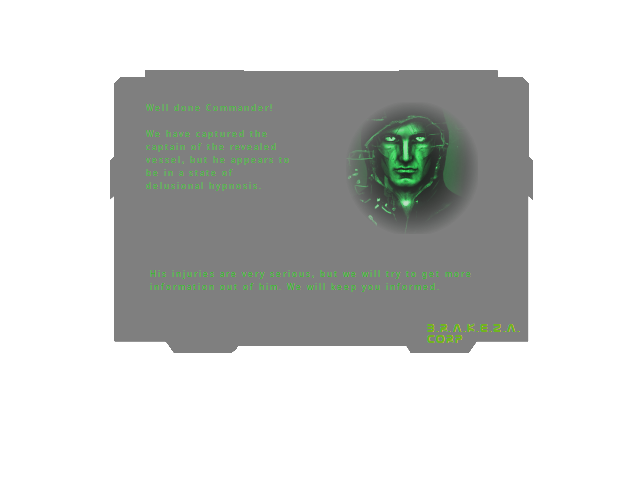 Well done Commander!
We have captured the
captain of the revealed
vessel, but he appears to
be in a state of
delusional hypnosis.
His injuries are very serious, but we will try to get more
information out of him. We will keep you informed.
B.R.A.K.E.R.A.
CORP